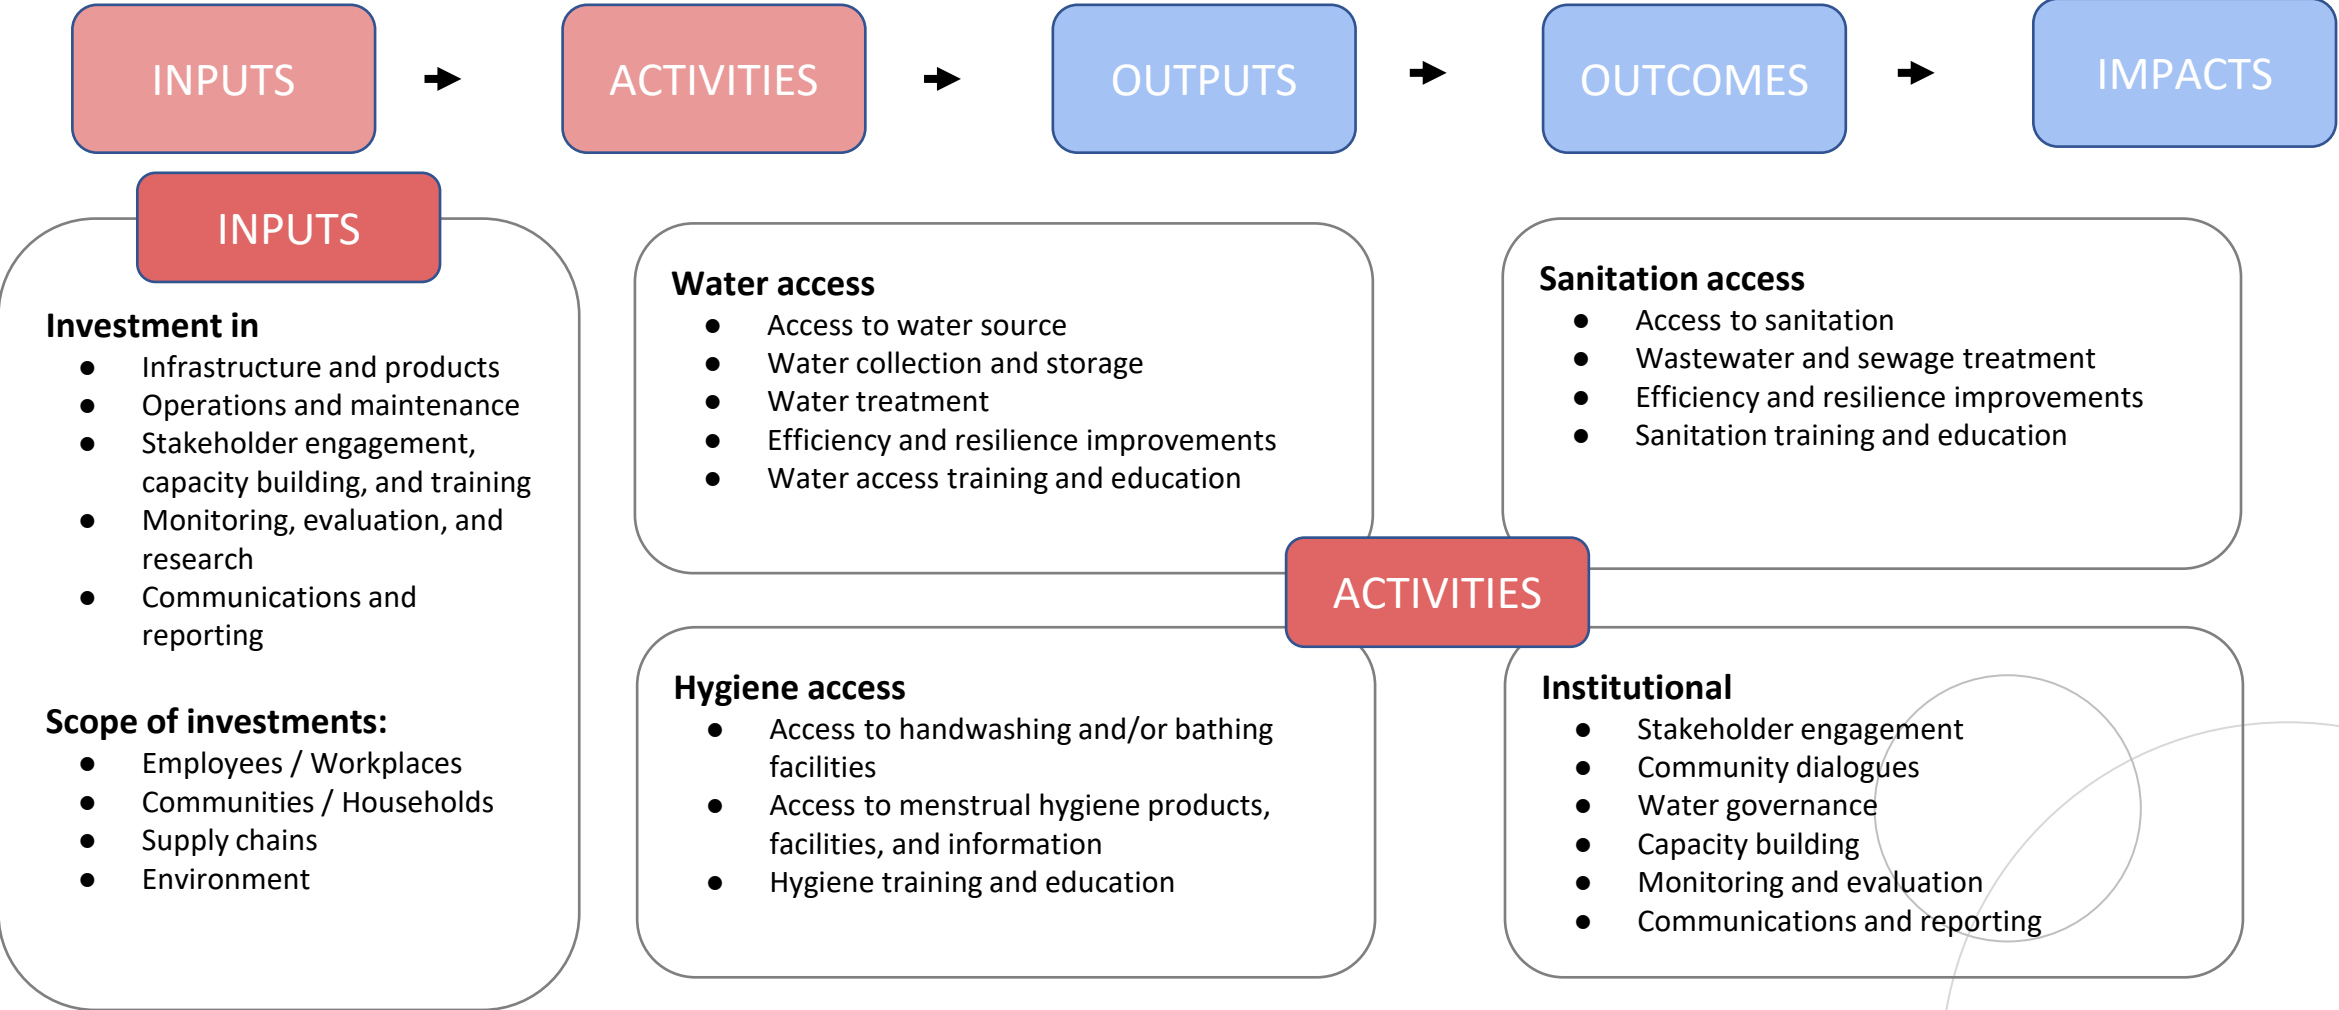 INPUTS
ACTIVITIES
OUTPUTS
OUTCOMES
IMPACTS
INPUTS
Investment in
● Infrastructure and products
● Operations and maintenance
● Stakeholder engagement,
capacity building, and training
● Monitoring, evaluation, and
research
● Communications and
reporting
Scope of investments:
● Employees / Workplaces
● Communities / Households
● Supply chains
● Environment
Water access
● Access to water source
● Water collection and storage
● Water treatment
● Efficiency and resilience improvements
● Water access training and education
Sanitation access
● Access to sanitation
● Wastewater and sewage treatment
● Efficiency and resilience improvements
● Sanitation training and education
ACTIVITIES
Hygiene access
● Access to handwashing and/or bathing
facilities
● Access to menstrual hygiene products,
facilities, and information
● Hygiene training and education
Institutional
● Stakeholder engagement
● Community dialogues
● Water governance
● Capacity building
● Monitoring and evaluation
● Communications and reporting